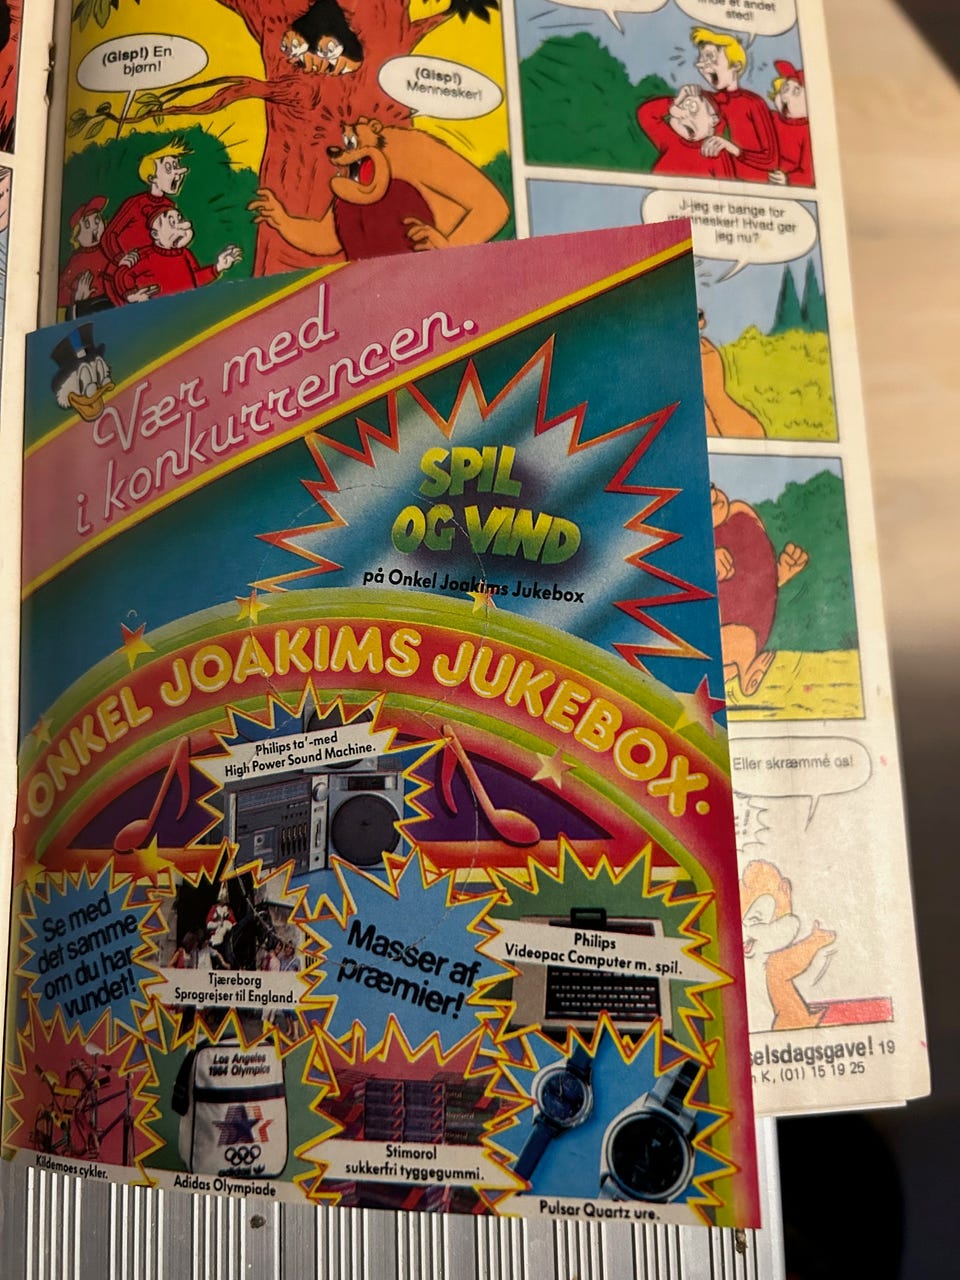 (Gisp!) En
bjørn!
(Gisp!)
Mennesker!
et andet
sted!
J-jeg er bange for
mennesker! Hvad gør
jeg nu?
Vær med
i konkurrencen.
SPIL
OG VIND
på Onkel Joakims Jukebox
ONKEL JOAKIMS JUKEBOX.
Philips ta'-med
High Power Sound Machine.
Eller skræmme os!
Se med
det samme
om du har
vundet!
Tjæreborg
Sprogrejser til England.
Masser af
præmier!
Philips
Videopac Computer m. spil.
Kildemoes cykler.
Los Angeles
1984 Olympics
adidas
Adidas Olympiade
Stimorol
sukkerfri tyggegummi.
Pulsar Quartz ure.
elsdagsgave! 19
K, (01) 15 19 25